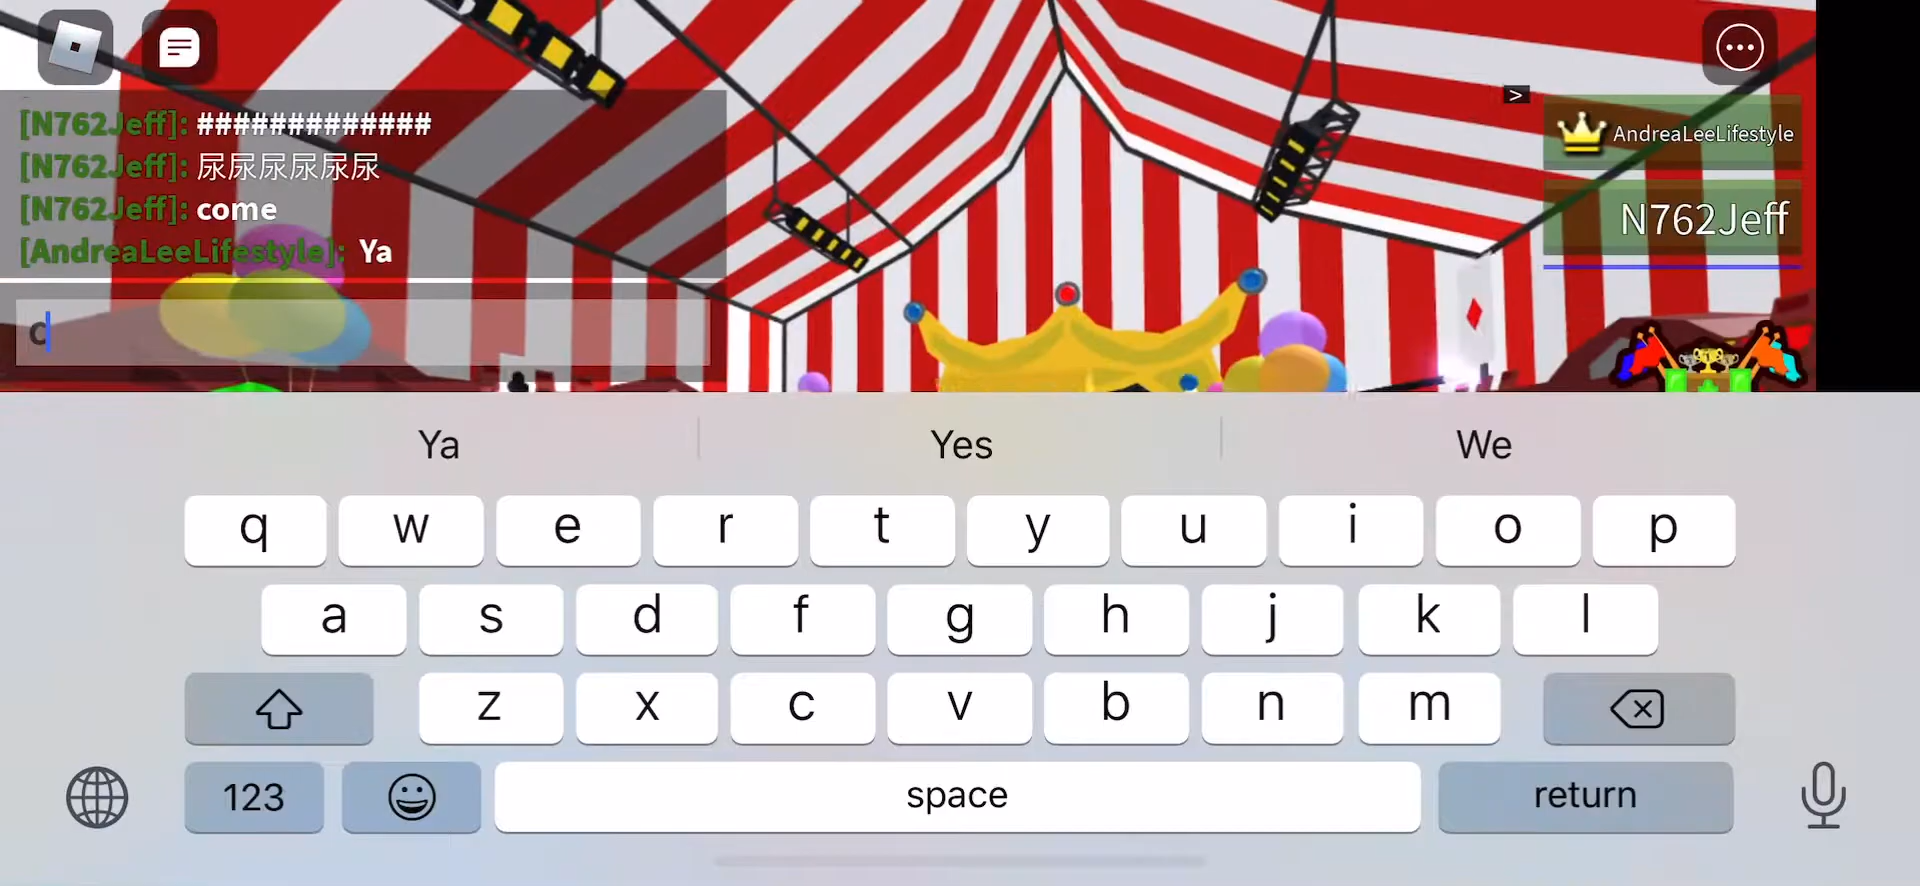 [N762Jeff]: #############
[N762Jeff]: 尿尿尿尿尿尿
[N762Jeff]: come
[AndreaLeeLifestyle]: Ya
c
>
AndreaLeeLifestyle
N762Jeff
Ya Yes We
q w e r t y u i o p
a s d f g h j k l
z x c v b n m
123 space return